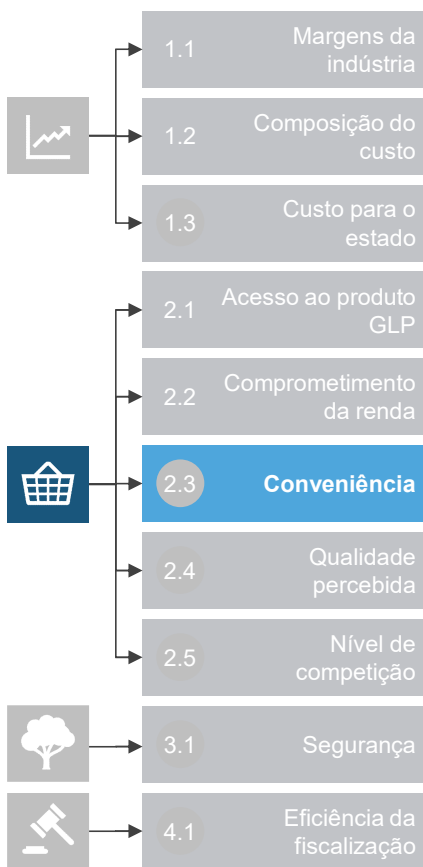 1.1
Margens da
indústria
1.2
Composição do
custo
1.3
Custo para o
estado
2.1
Acesso ao produto
GLP
2.2
Comprometimento
da renda
2.3
Conveniência
2.4
Qualidade
percebida
2.5
Nível de
competição
3.1
Segurança
4.1
Eficiência da
fiscalização